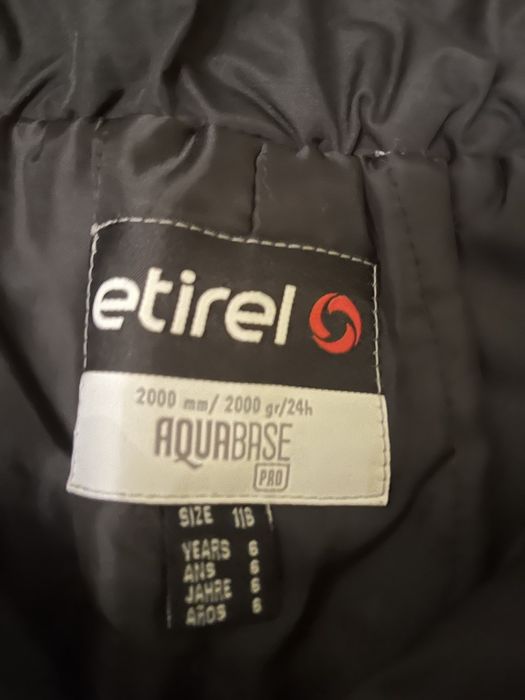 etirel
2000 mm/ 2000 gr/24h
AQUABASE
PRO
SIZE 116
YEARS 6
ANS 6
JAHRE 6
AÑOS 6